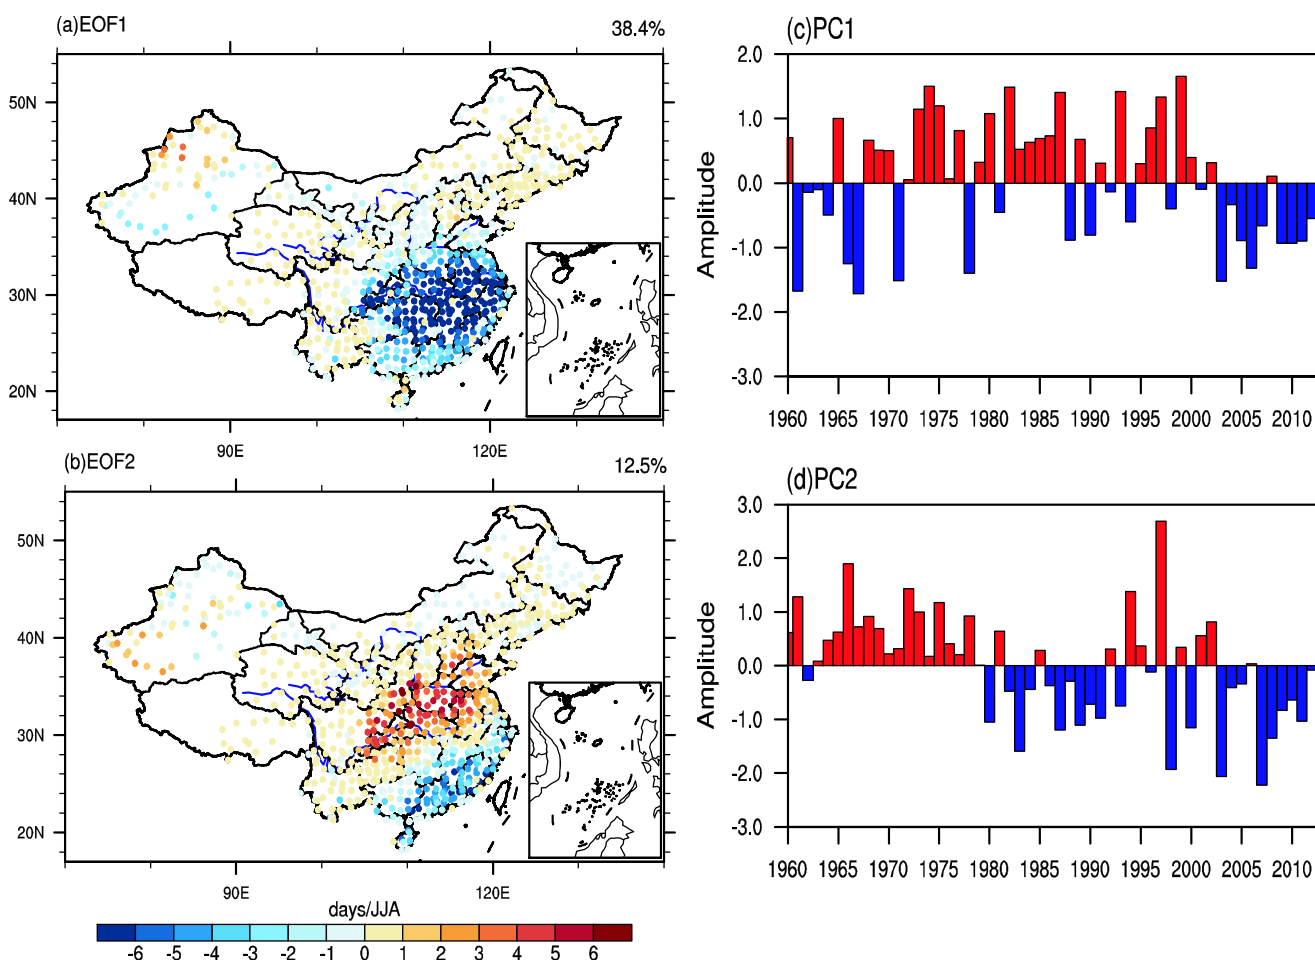 (a)EOF1
38.4%
50N
40N
30N
20N
90E
120E
(b)EOF2
12.5%
50N
40N
30N
20N
90E
120E
days/JJA
-6 -5 -4 -3 -2 -1 0 1 2 3 4 5 6
(c)PC1
2.0
1.0
0.0
-1.0
-2.0
-3.0
Amplitude
1960 1965 1970 1975 1980 1985 1990 1995 2000 2005 2010
(d)PC2
3.0
2.0
1.0
0.0
-1.0
-2.0
-3.0
Amplitude
1960 1965 1970 1975 1980 1985 1990 1995 2000 2005 2010